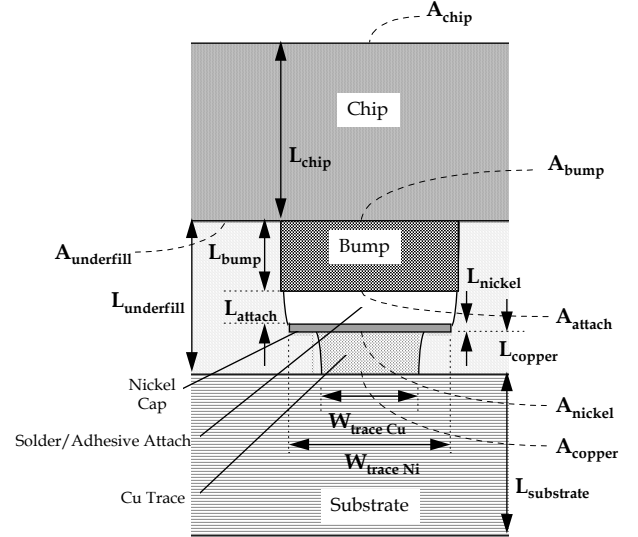 A_chip
Chip
L_chip
A_bump
Bump
A_underfill
L_bump
L_nickel
L_underfill
L_attach
A_attach
L_copper
Nickel
Cap
A_nickel
W_trace Cu
Solder/Adhesive Attach
A_copper
W_trace Ni
L_substrate
Cu Trace
Substrate